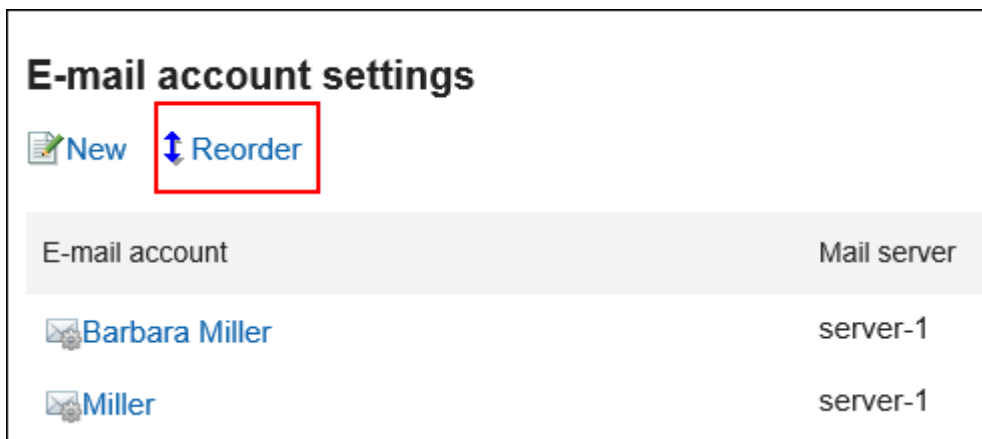 E-mail account settings
New Reorder
E-mail account Mail server
Barbara Miller server-1
Miller server-1